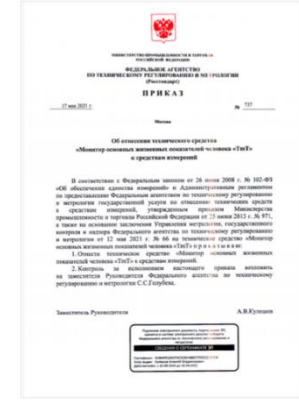 МИНИСТЕРСТВО ПРОМЫШЛЕННОСТИ И ТОРГОВЛИ
РОССИЙСКОЙ ФЕДЕРАЦИИ
ФЕДЕРАЛЬНОЕ АГЕНТСТВО
ПО ТЕХНИЧЕСКОМУ РЕГУЛИРОВАНИЮ И МЕТРОЛОГИИ
(Росстандарт)
ПРИКАЗ
17 мая 2021 г.
№ 737
Москва
Об отнесении технического средства
«Монитор основных жизненных показателей человека «ТпТ»
к средствам измерений
В соответствии с Федеральным законом от 26 июня 2008 г. № 102-ФЗ
«Об обеспечении единства измерений» и Административным регламентом
по предоставлению Федеральным агентством по техническому регулированию
и метрологии государственной услуги по отнесению технических средств
к средствам измерений, утвержденным приказом Министерства
промышленности и торговли Российской Федерации от 25 июня 2013 г. № 971,
а также на основании заключения Управления метрологии, государственного
контроля и надзора Федерального агентства по техническому регулированию
и метрологии от 12 мая 2021 г. № 66 на техническое средство «Монитор
основных жизненных показателей человека «ТпТ» п р и к а з ы в а ю:
1. Отнести техническое средство «Монитор основных жизненных
показателей человека «ТпТ» к средствам измерений.
2. Контроль за исполнением настоящего приказа возложить
на заместителя Руководителя Федерального агентства по техническому
регулированию и метрологии С.С.Голубева.
Заместитель Руководителя
А.В.Кулешов
СВЕДЕНИЯ О СЕРТИФИКАТЕ ЭП